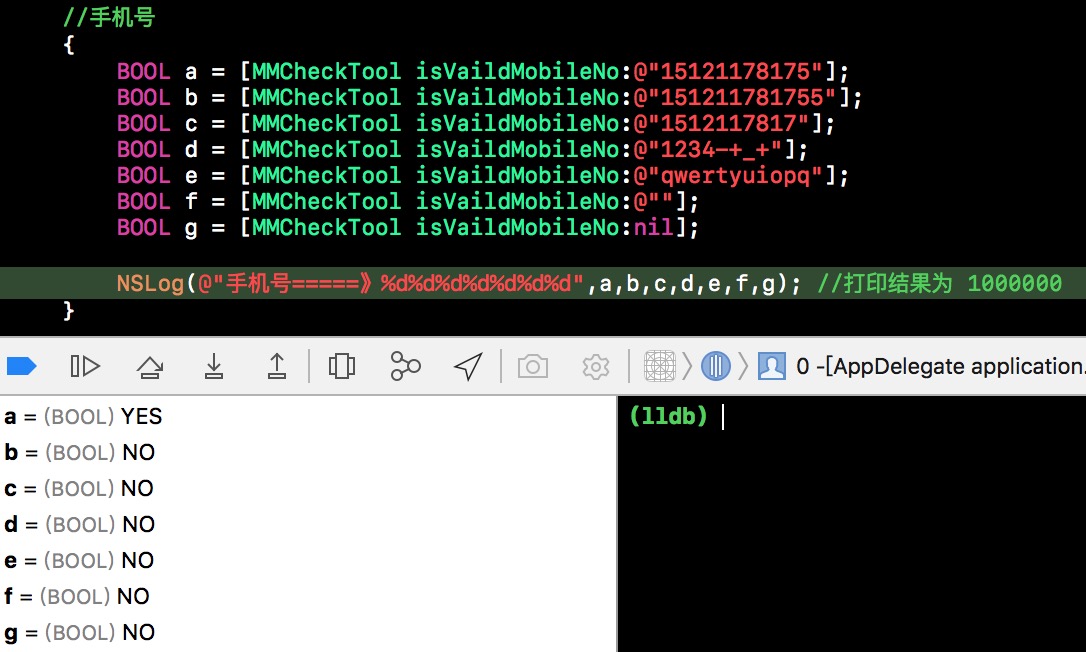 //手机号
{
BOOL a = [MMCheckTool isVaildMobileNo:@"15121178175"];
BOOL b = [MMCheckTool isVaildMobileNo:@"151211781755"];
BOOL c = [MMCheckTool isVaildMobileNo:@"1512117817"];
BOOL d = [MMCheckTool isVaildMobileNo:@"1234-+_+"];
BOOL e = [MMCheckTool isVaildMobileNo:@"qwertyuiopq"];
BOOL f = [MMCheckTool isVaildMobileNo:@""];
BOOL g = [MMCheckTool isVaildMobileNo:nil];
NSLog(@"手机号=====》%d%d%d%d%d%d%d",a,b,c,d,e,f,g); //打印结果为 1000000
}
0 -[AppDelegate application.
a = (BOOL) YES
b = (BOOL) NO
c = (BOOL) NO
d = (BOOL) NO
e = (BOOL) NO
f = (BOOL) NO
g = (BOOL) NO
(lldb)